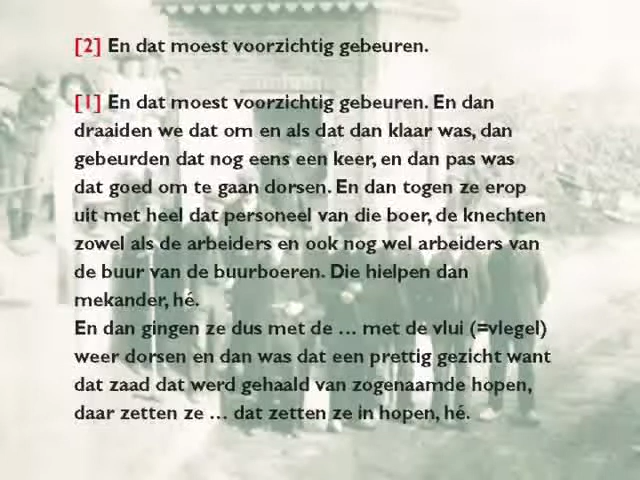 [2] En dat moest voorzichtig gebeuren.
[1] En dat moest voorzichtig gebeuren. En dan
draaiden we dat om en als dat dan klaar was, dan
gebeurden dat nog eens een keer, en dan pas was
dat goed om te gaan dorsen. En dan togen ze erop
uit met heel dat personeel van die boer, de knechten
zowel als de arbeiders en ook nog wel arbeiders van
de buur van de buurboeren. Die hielpen dan
mekander, hé.
En dan gingen ze dus met de … met de vlui (=vlegel)
weer dorsen en dan was dat een prettig gezicht want
dat zaad dat werd gehaald van zogenaamde hopen,
daar zetten ze … dat zetten ze in hopen, hé.